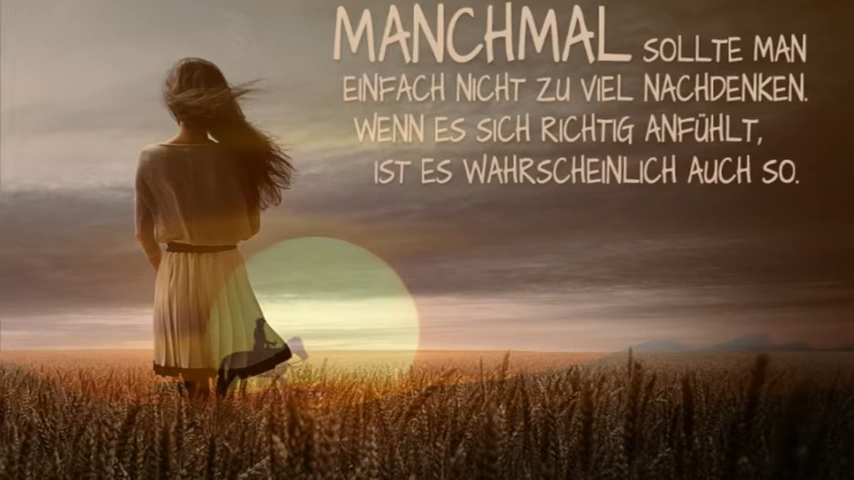 MANCHMAL SOLLTE MAN
EINFACH NICHT ZU VIEL NACHDENKEN.
WENN ES SICH RICHTIG ANFÜHLT,
IST ES WAHRSCHEINLICH AUCH SO.